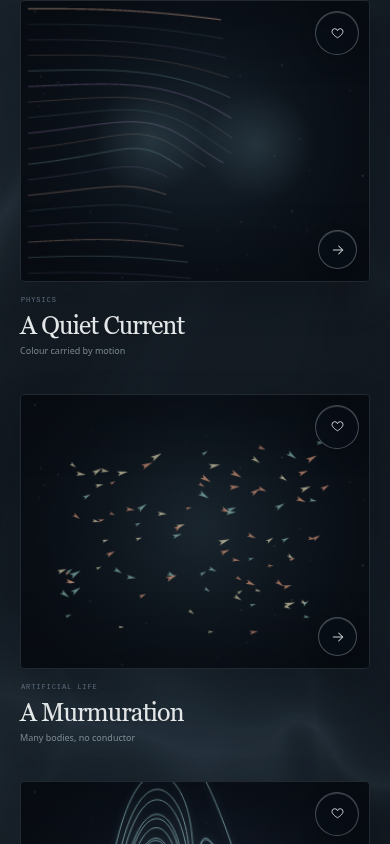 PHYSICS
A Quiet Current
Colour carried by motion
ARTIFICIAL LIFE
A Murmuration
Many bodies, no conductor